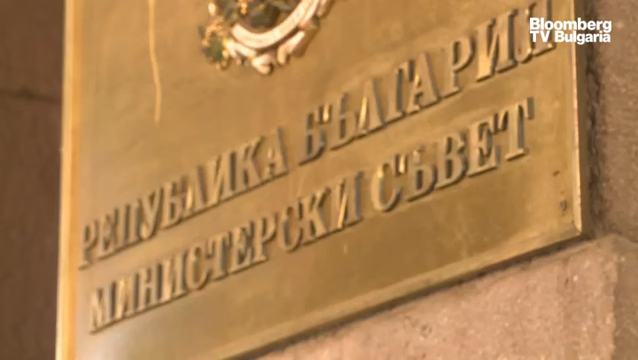 Bloomberg
TV Bulgaria
РЕПУБЛИКА БЪЛГАРИЯ
МИНИСТЕРСКИ СЪВЕТ